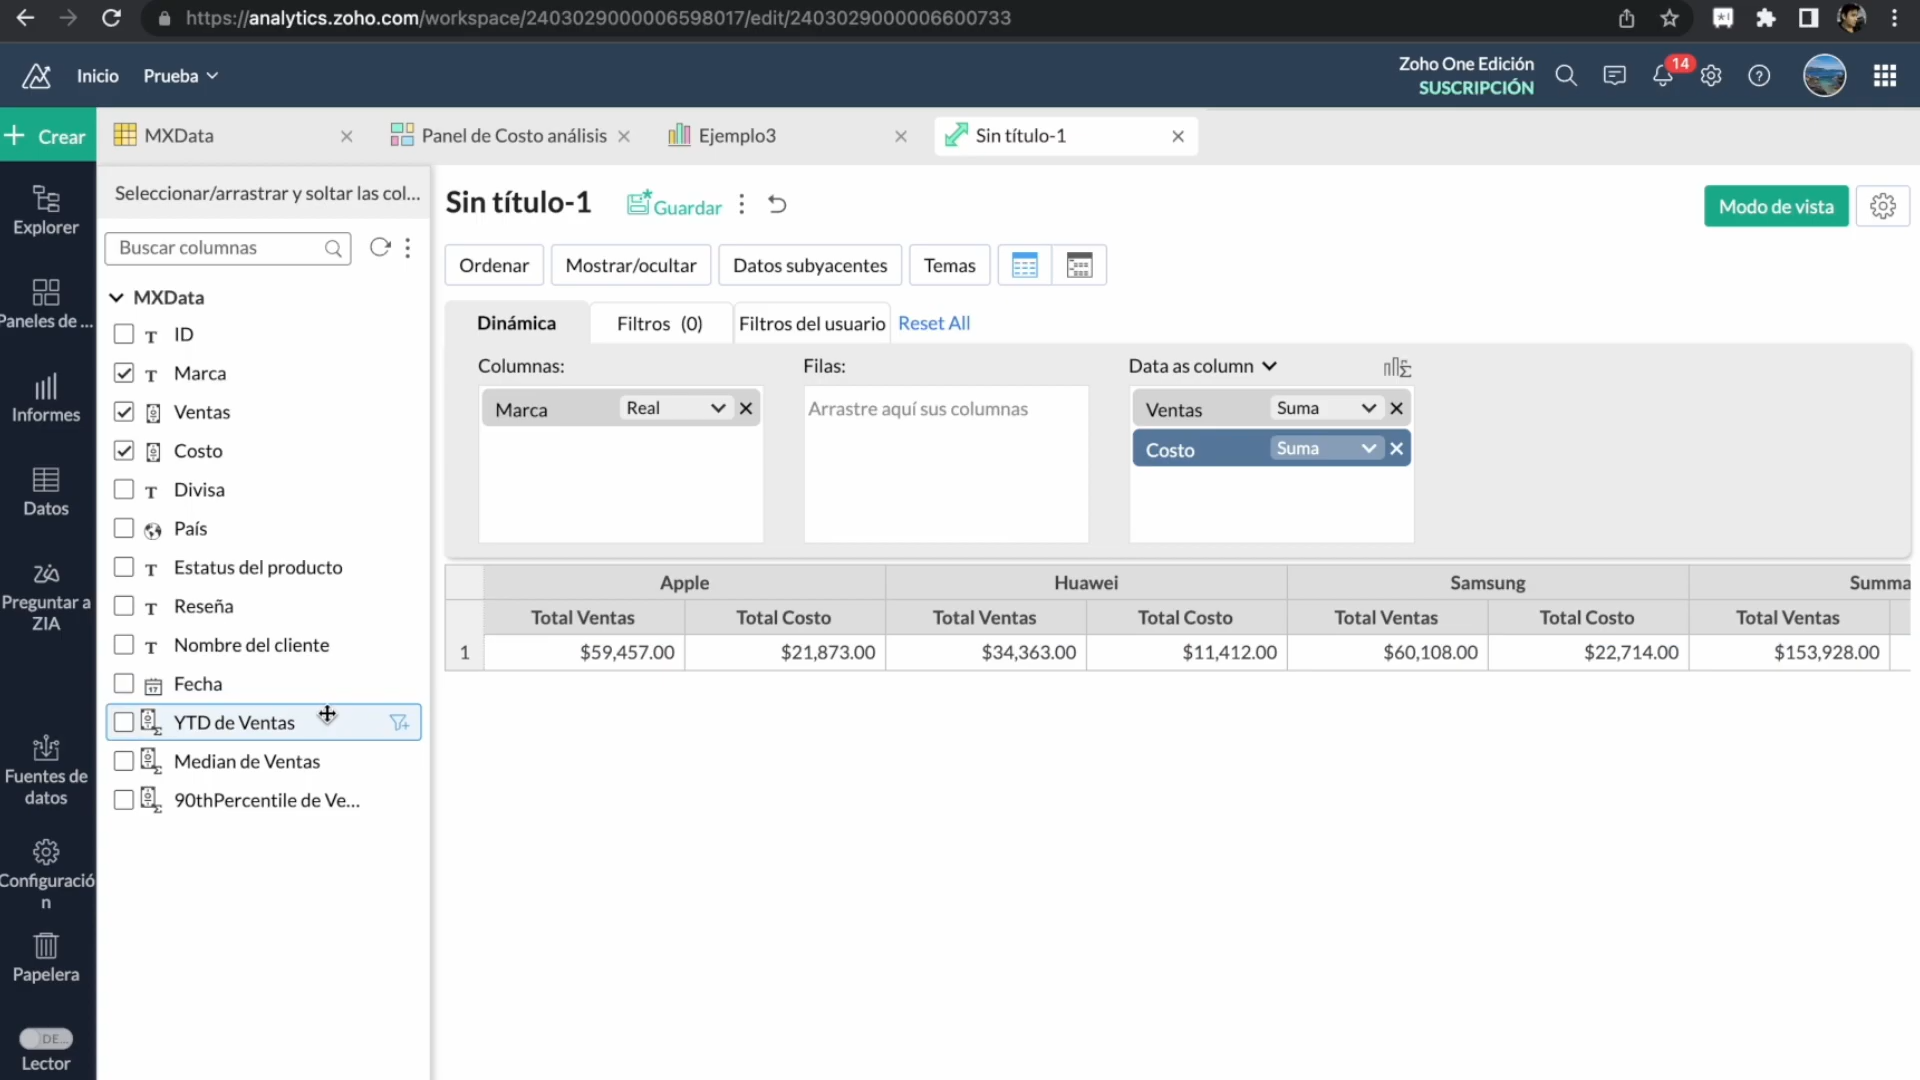 https://analytics.zoho.com/workspace/2403029000006598017/edit/2403029000006600733
Inicio
Prueba
Zoho One Edición
SUSCRIPCIÓN
14
Crear
MXData
Panel de Costo análisis
Ejemplo3
Sin título-1
Explorer
Paneles de ...
Informes
Datos
Preguntar a
ZIA
Fuentes de
datos
Configuració
n
Papelera
DE...
Lector
Seleccionar/arrastrar y soltar las col...
Buscar columnas
MXData
T ID
T Marca
Ventas
Costo
T Divisa
País
T Estatus del producto
T Reseña
T Nombre del cliente
17 Fecha
YTD de Ventas
Median de Ventas
90thPercentile de Ve...
Sin título-1
Guardar
Modo de vista
Ordenar
Mostrar/ocultar
Datos subyacentes
Temas
Dinámica
Filtros (0)
Filtros del usuario
Reset All
Columnas:
Filas:
Data as column
Marca Real
Arrastre aquí sus columnas
Ventas Suma
Costo Suma
Apple Huawei Samsung Summa
Total Ventas Total Costo Total Ventas Total Costo Total Ventas Total Costo Total Ventas
1 $59,457.00 $21,873.00 $34,363.00 $11,412.00 $60,108.00 $22,714.00 $153,928.00